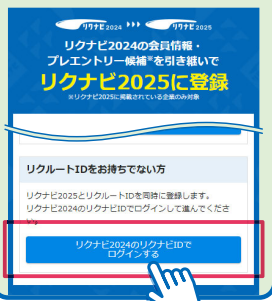 リクナビ2024 ▶▶▶ リクナビ2025
リクナビ2024の会員情報・
プレエントリー候補※を引き継いで
リクナビ2025に登録
※リクナビ2025に掲載されている企業のみ対象
リクルートIDをお持ちでない方
リクナビ2025とリクルートIDを同時に登録します。
リクナビ2024のリクナビIDでログインして進んでくださ
い。
リクナビ2024のリクナビIDで
ログインする